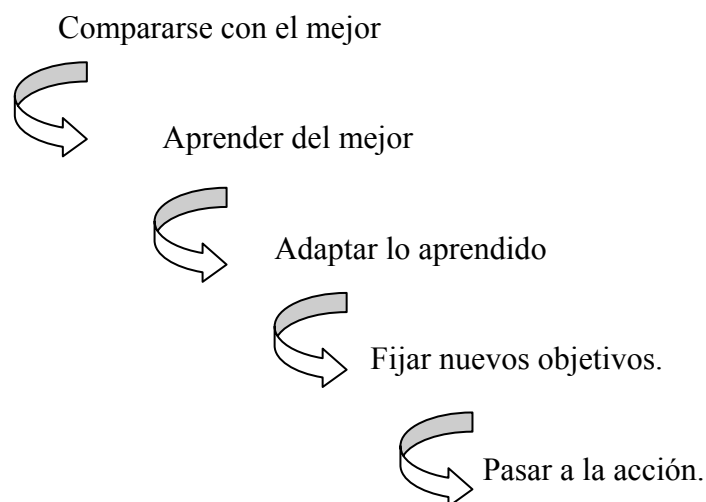 Compararse con el mejor
Aprender del mejor
Adaptar lo aprendido
Fijar nuevos objetivos.
Pasar a la acción.